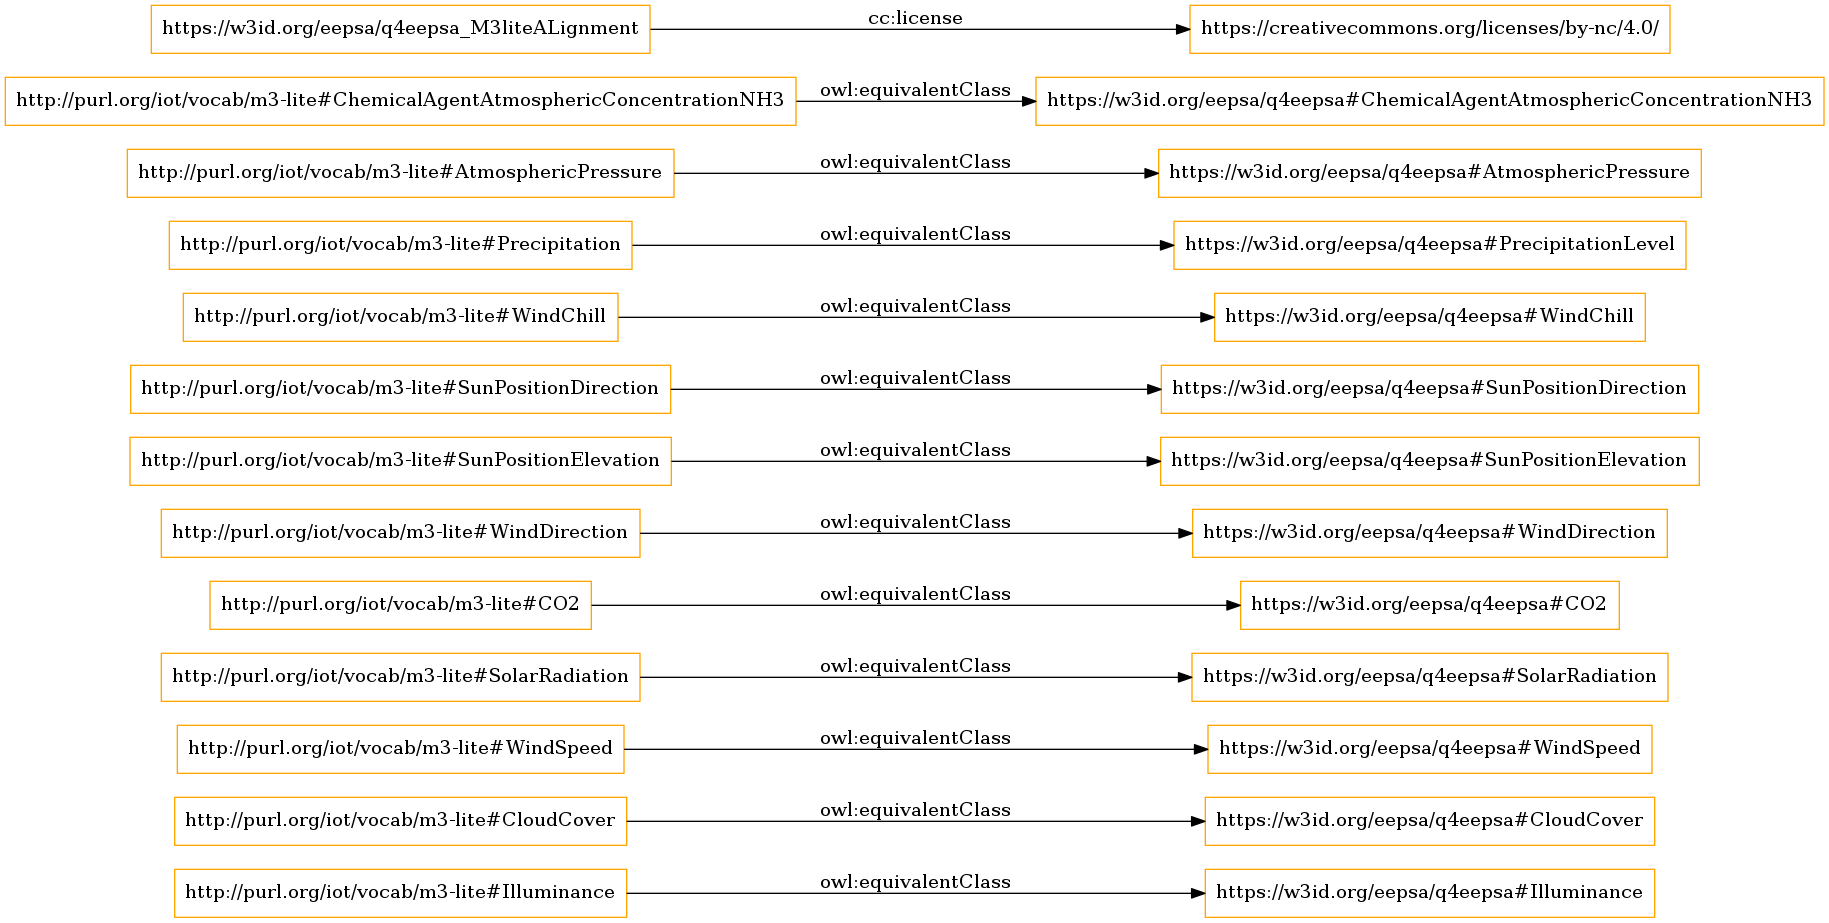 https://w3id.org/eepsa/q4eepsa_M3liteALignment cc:license https://creativecommons.org/licenses/by-nc/4.0/
http://purl.org/iot/vocab/m3-lite#ChemicalAgentAtmosphericConcentrationNH3 owl:equivalentClass https://w3id.org/eepsa/q4eepsa#ChemicalAgentAtmosphericConcentrationNH3
http://purl.org/iot/vocab/m3-lite#AtmosphericPressure owl:equivalentClass https://w3id.org/eepsa/q4eepsa#AtmosphericPressure
http://purl.org/iot/vocab/m3-lite#Precipitation owl:equivalentClass https://w3id.org/eepsa/q4eepsa#PrecipitationLevel
http://purl.org/iot/vocab/m3-lite#WindChill owl:equivalentClass https://w3id.org/eepsa/q4eepsa#WindChill
http://purl.org/iot/vocab/m3-lite#SunPositionDirection owl:equivalentClass https://w3id.org/eepsa/q4eepsa#SunPositionDirection
http://purl.org/iot/vocab/m3-lite#SunPositionElevation owl:equivalentClass https://w3id.org/eepsa/q4eepsa#SunPositionElevation
http://purl.org/iot/vocab/m3-lite#WindDirection owl:equivalentClass https://w3id.org/eepsa/q4eepsa#WindDirection
http://purl.org/iot/vocab/m3-lite#CO2 owl:equivalentClass https://w3id.org/eepsa/q4eepsa#CO2
http://purl.org/iot/vocab/m3-lite#SolarRadiation owl:equivalentClass https://w3id.org/eepsa/q4eepsa#SolarRadiation
http://purl.org/iot/vocab/m3-lite#WindSpeed owl:equivalentClass https://w3id.org/eepsa/q4eepsa#WindSpeed
http://purl.org/iot/vocab/m3-lite#CloudCover owl:equivalentClass https://w3id.org/eepsa/q4eepsa#CloudCover
http://purl.org/iot/vocab/m3-lite#Illuminance owl:equivalentClass https://w3id.org/eepsa/q4eepsa#Illuminance